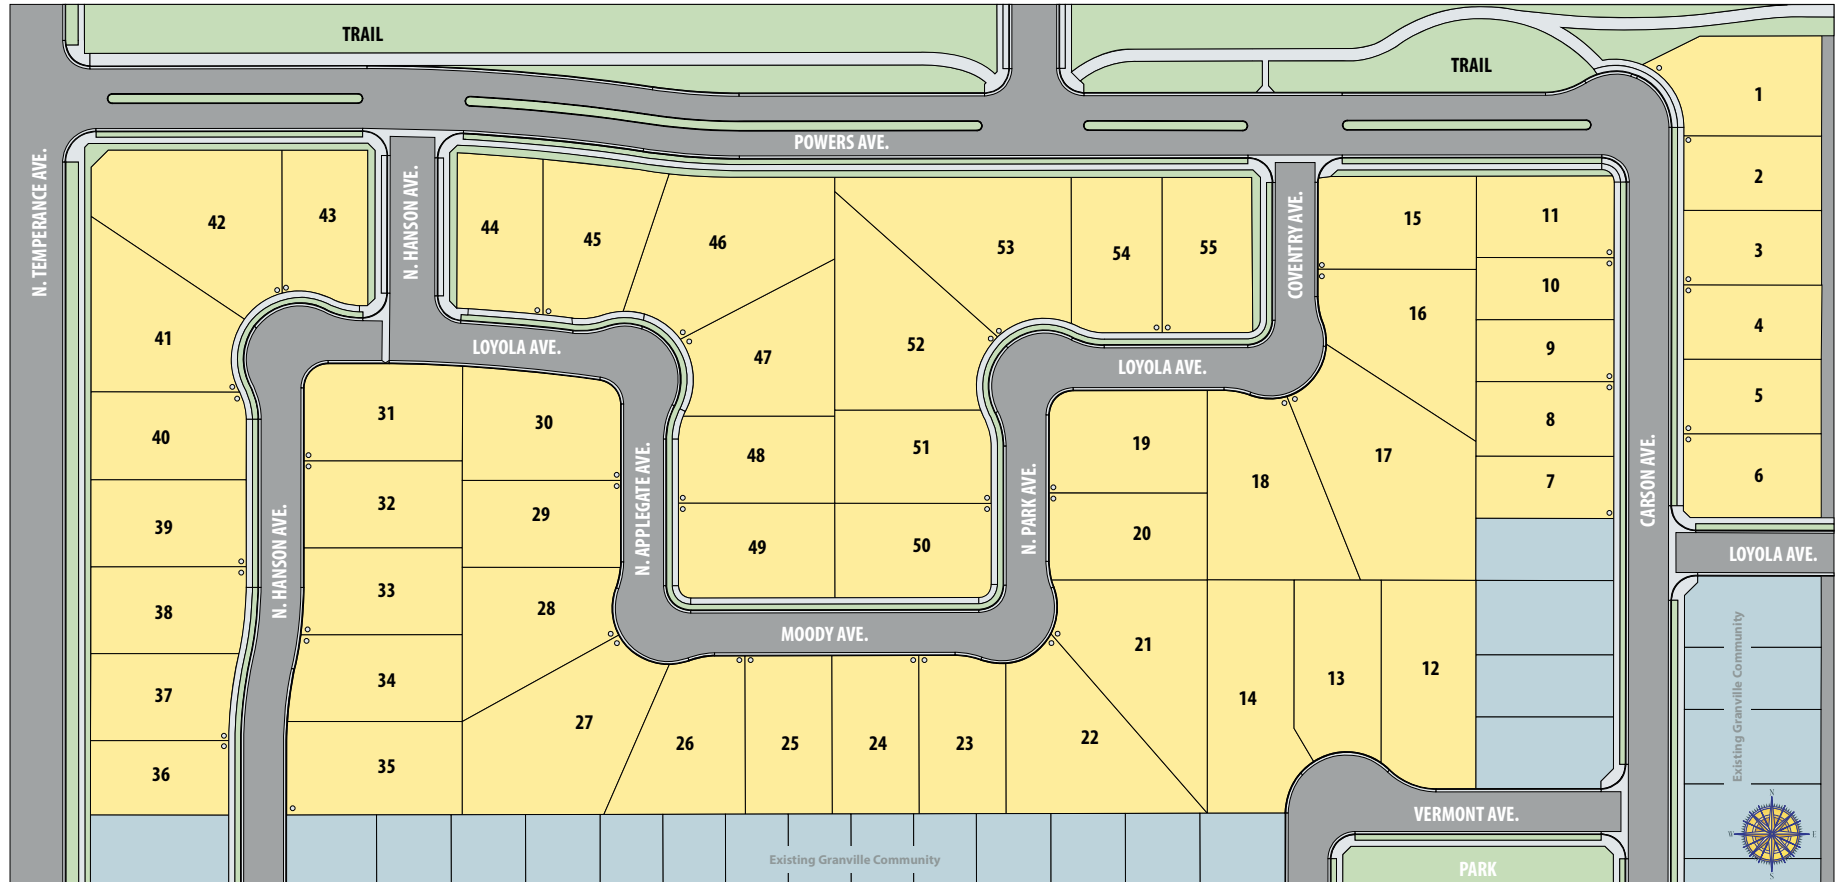 TRAIL
TRAIL
1
POWERS AVE.
N. TEMPERANCE AVE.
N. HANSON AVE.
COVENTRY AVE.
2
42
43
44
45
46
53
54
55
15
11
3
10
16
4
41
LOYOLA AVE.
47
52
LOYOLA AVE.
9
5
40
31
30
48
51
19
18
17
8
7
6
CARSON AVE.
39
32
29
N. HANSON AVE.
N. APPLEGATE AVE.
49
50
N. PARK AVE.
20
LOYOLA AVE.
38
33
28
MOODY AVE.
21
37
34
27
26
25
24
23
22
14
13
12
Existing Granville Community
36
35
VERMONT AVE.
N
W
E
S
Existing Granville Community
PARK